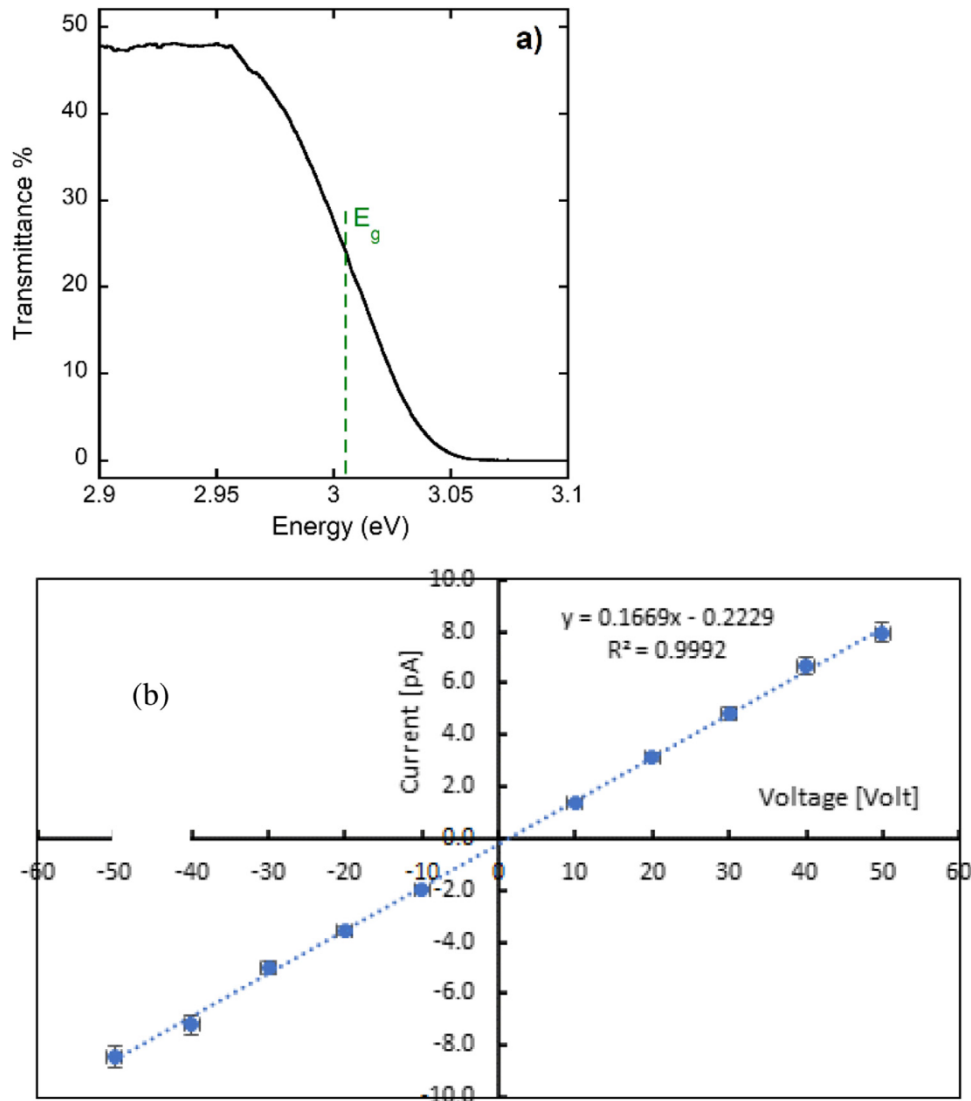 a)
50
40
30
20
10
0
Transmittance %
E_g
2.9 2.95 3 3.05 3.1
Energy (eV)
(b)
10.0
8.0
6.0
4.0
2.0
0.0
-2.0
-4.0
-6.0
-8.0
-10.0
Current [pA]
y = 0.1669x - 0.2229
R² = 0.9992
Voltage [Volt]
-60 -50 -40 -30 -20 -10 0 10 20 30 40 50 60